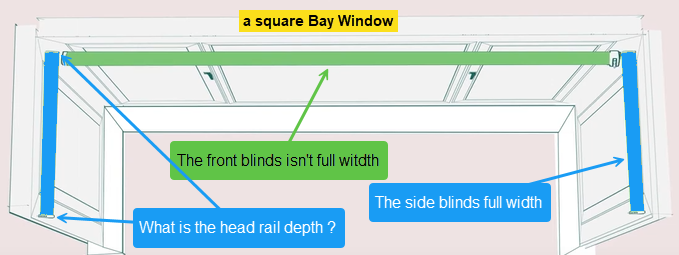 a square Bay Window
The front blinds isn't full witdth
The side blinds full width
What is the head rail depth ?